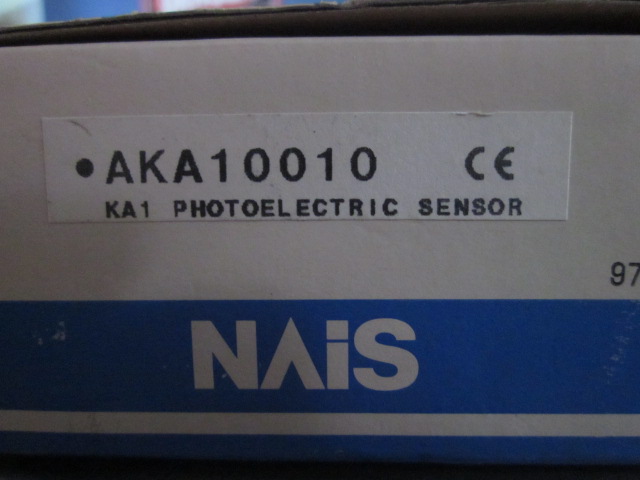 •AKA10010 CE
KA1 PHOTOELECTRIC SENSOR
97
NAiS